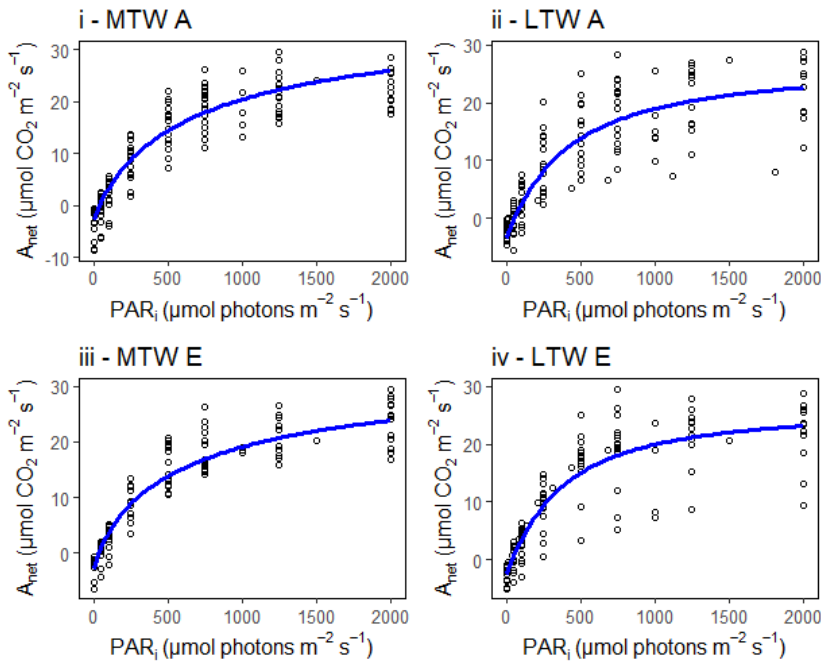 i - MTW A
ii - LTW A
30
20
10
0
-10
A_net (μmol CO₂ m⁻² s⁻¹)
0 500 1000 1500 2000
PARᵢ (μmol photons m⁻² s⁻¹)
30
20
10
0
A_net (μmol CO₂ m⁻² s⁻¹)
0 500 1000 1500 2000
PARᵢ (μmol photons m⁻² s⁻¹)
iii - MTW E
iv - LTW E
30
20
10
0
A_net (μmol CO₂ m⁻² s⁻¹)
0 500 1000 1500 2000
PARᵢ (μmol photons m⁻² s⁻¹)
30
20
10
0
A_net (μmol CO₂ m⁻² s⁻¹)
0 500 1000 1500 2000
PARᵢ (μmol photons m⁻² s⁻¹)